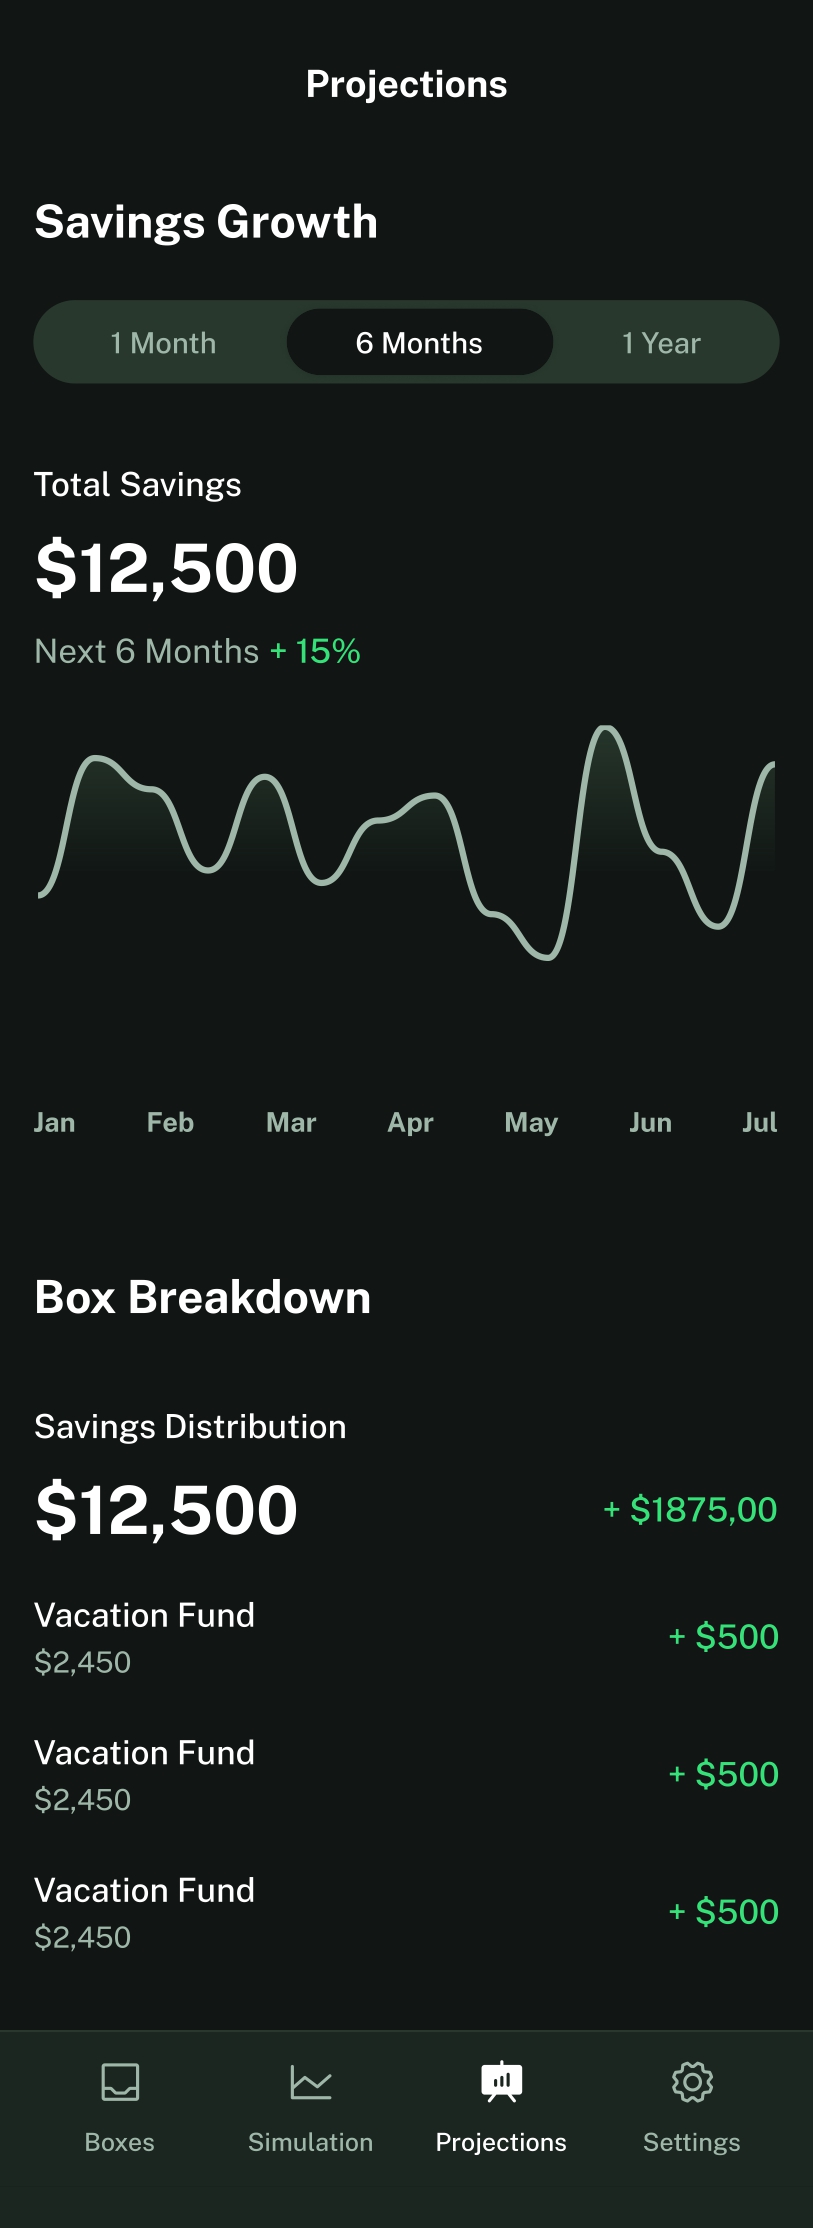 Projections
Savings Growth
1 Month 6 Months 1 Year
Total Savings
$12,500
Next 6 Months + 15%
Jan Feb Mar Apr May Jun Jul
Box Breakdown
Savings Distribution
$12,500 + $1875,00
Vacation Fund
$2,450
+ $500
Vacation Fund
$2,450
+ $500
Vacation Fund
$2,450
+ $500
Boxes Simulation Projections Settings